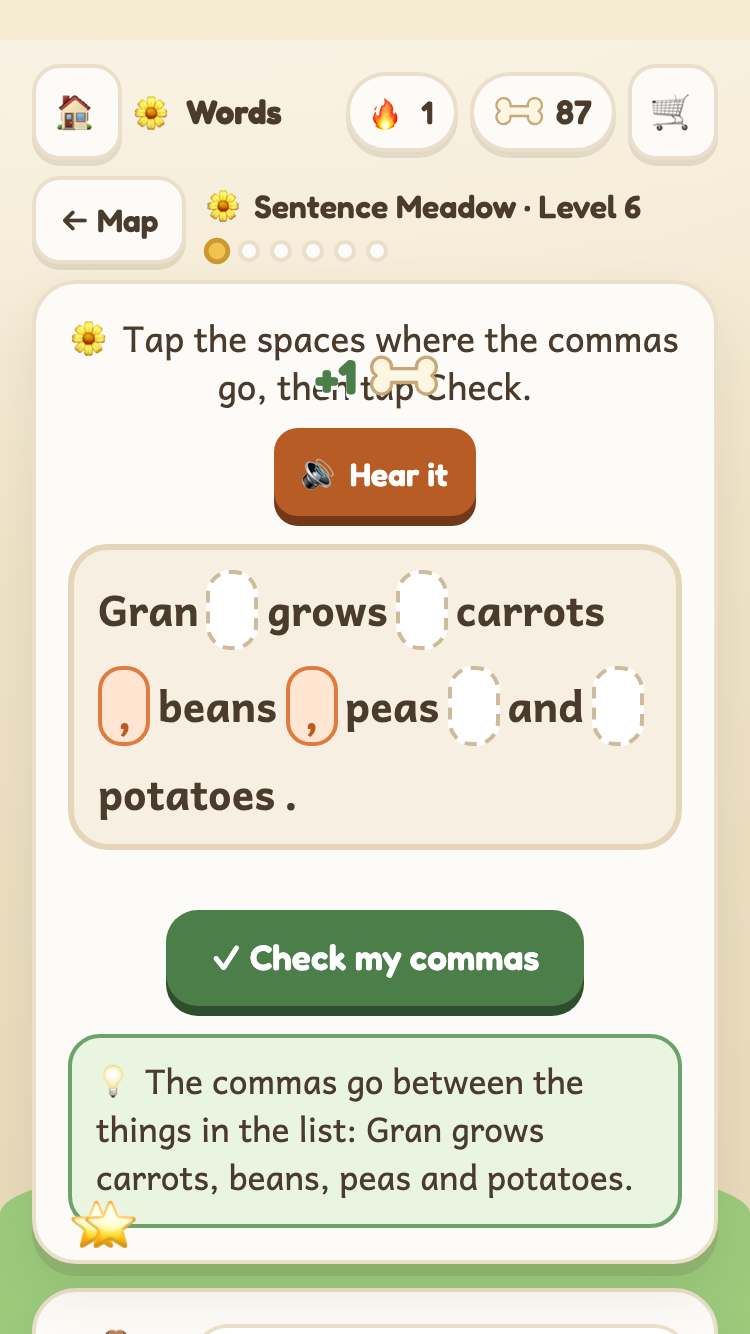 Words
1
87
← Map
Sentence Meadow · Level 6
Tap the spaces where the commas
go, then tap Check.
+1
Hear it
Gran grows carrots
, beans , peas and
potatoes .
✓ Check my commas
The commas go between the
things in the list: Gran grows
carrots, beans, peas and potatoes.